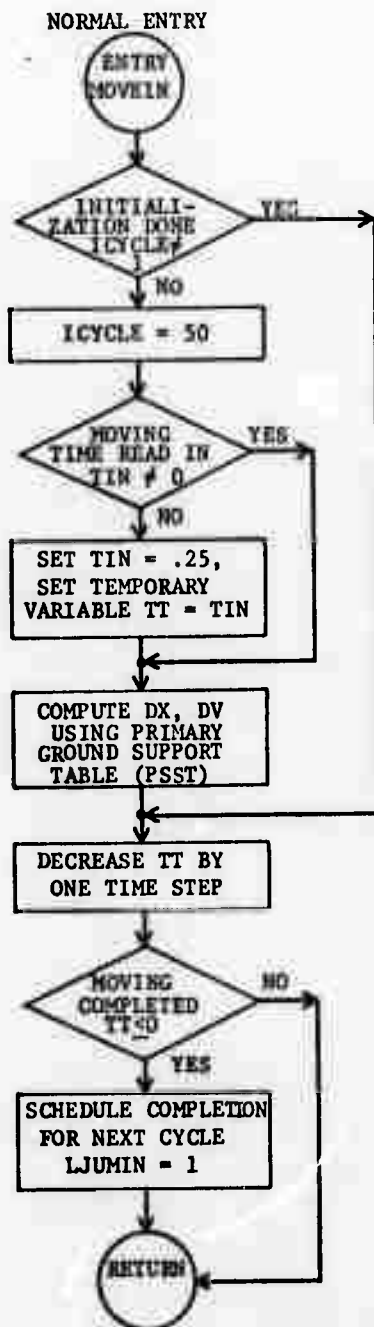 NORMAL ENTRY
ENTRY
MOVEIN
INITIALI-
ZATION DONE
ICYCLE≠
1
YES
NO
ICYCLE = 50
MOVING
TIME READ IN
TIN ≠ 0
YES
NO
SET TIN = .25,
SET TEMPORARY
VARIABLE TT = TIN
COMPUTE DX, DV
USING PRIMARY
GROUND SUPPORT
TABLE (PSST)
DECREASE TT BY
ONE TIME STEP
MOVING
COMPLETED
TT≤0
NO
YES
SCHEDULE COMPLETION
FOR NEXT CYCLE
LJUMIN = 1
RETURN